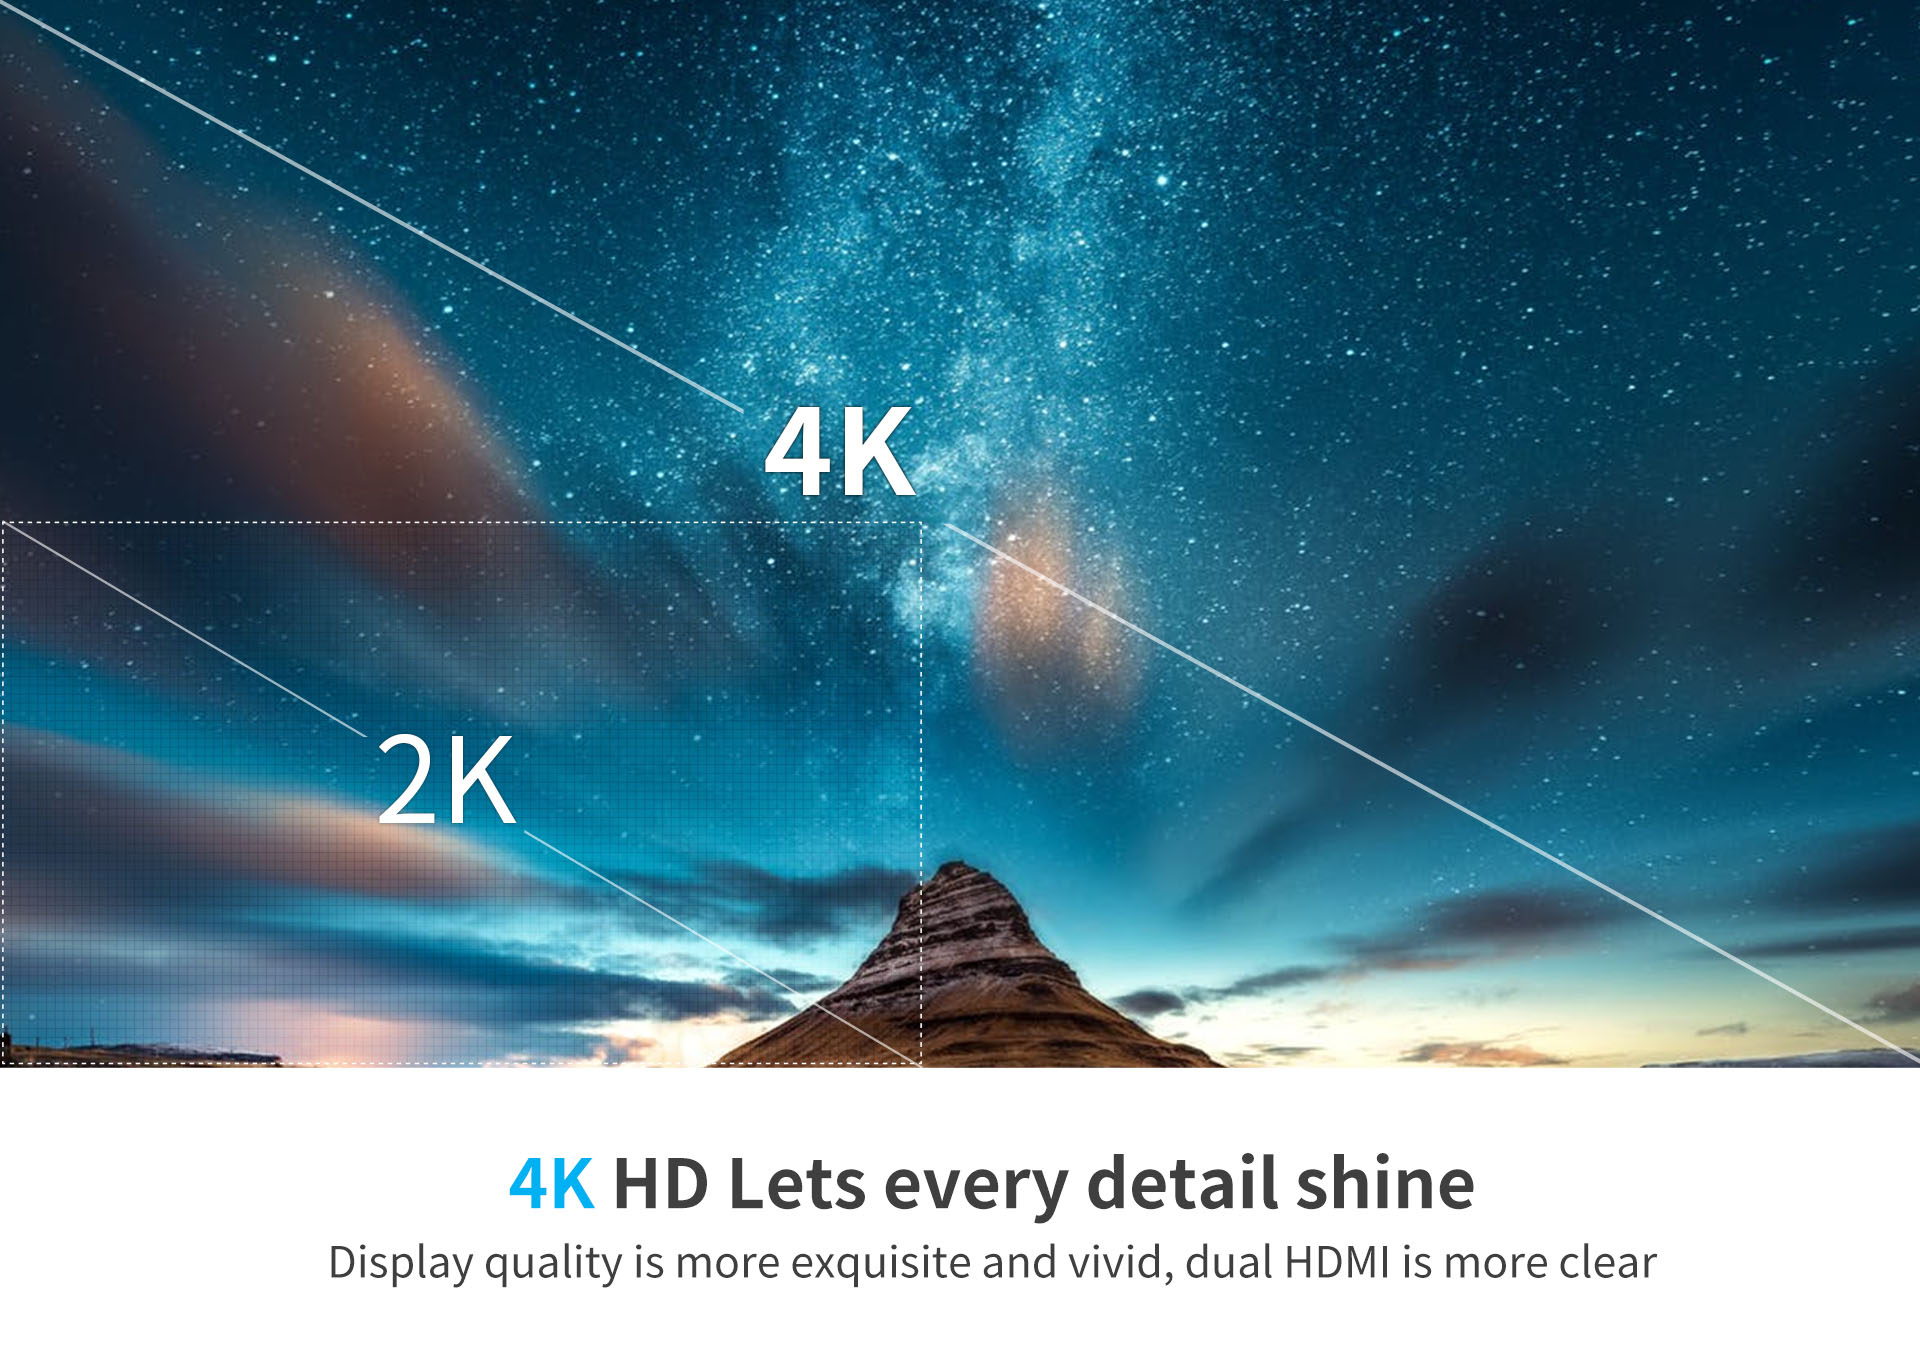 4K
2K
4K HD Lets every detail shine
Display quality is more exquisite and vivid, dual HDMI is more clear